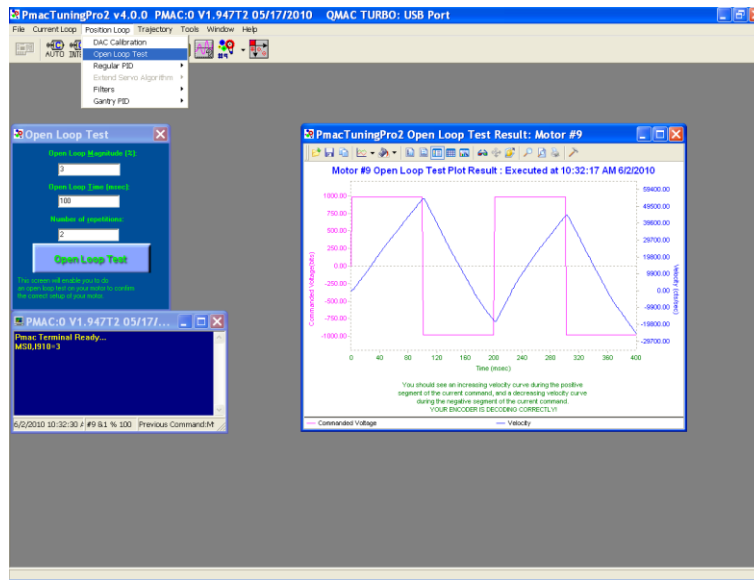 PmacTuningPro2 v4.0.0 PMAC:0 V1.947T2 05/17/2010 QMAC TURBO: USB Port
File Current Loop Position Loop Trajectory Tools Window Help
AUTO
DAC Calibration
Open Loop Test
Regular PID
Extend Servo Algorithm
Filters
Gantry PID
Open Loop Test
Open Loop Magnitude (%):
3
Open Loop Time (msec):
100
Number of repetitions:
2
Open Loop Test
This screen will enable you to do
an open loop test on your motor to confirm
the correct setup of your motor.
PMAC:0 V1.947T2 05/17/...
Pmac Terminal Ready...
MS0,I910=3
6/2/2010 10:32:30 #9 &1 % 100 Previous Command:
PmacTuningPro2 Open Loop Test Result: Motor #9
Motor #9 Open Loop Test Plot Result : Executed at 10:32:17 AM 6/2/2010
Commanded Voltage(bits)
1000.00
750.00
500.00
250.00
0.00
-250.00
-500.00
-750.00
-1000.00
59400.00
49500.00
39600.00
29700.00
19800.00
9900.00
0.00
-9900.00
-19800.00
-29700.00
Velocity (cts/sec)
0 40 80 120 160 200 240 280 320 360 400
Time (msec)
You should see an increasing velocity curve during the positive
segment of the current command, and a decreasing velocity curve
during the negative segment of the current command.
YOUR ENCODER IS DECODING CORRECTLY!
Commanded Voltage Velocity